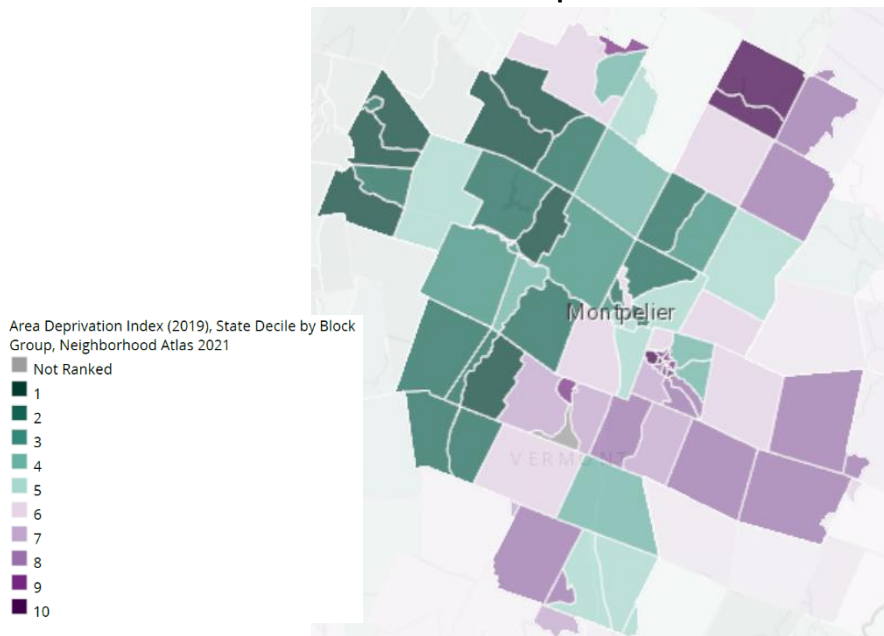 Montpelier
VERMONT
Area Deprivation Index (2019), State Decile by Block
Group, Neighborhood Atlas 2021
Not Ranked
1
2
3
4
5
6
7
8
9
10